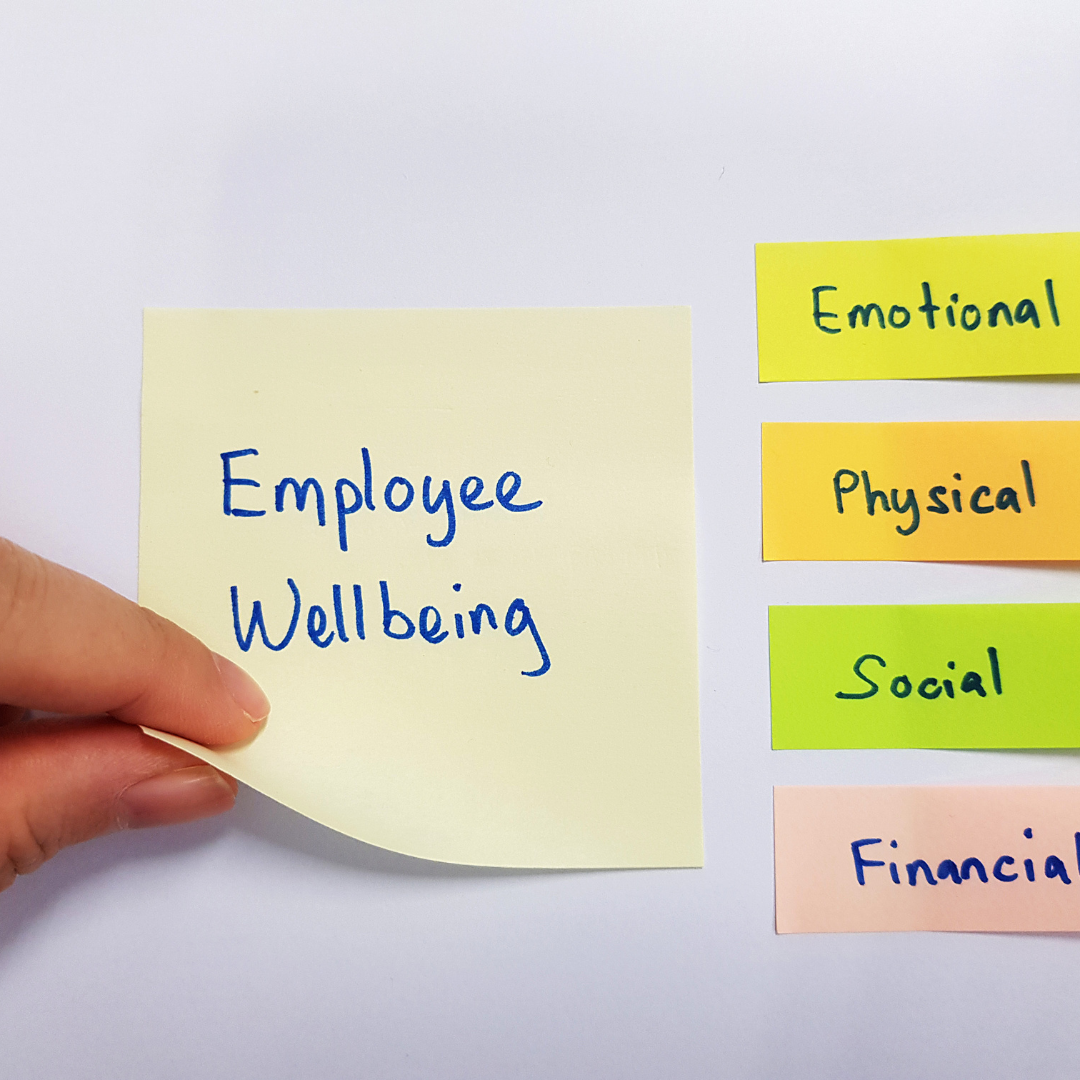 Employee
Wellbeing
Emotional
Physical
Social
Financial